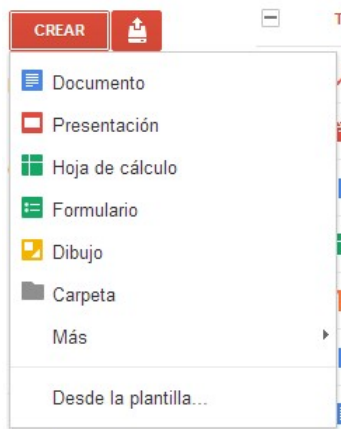 CREAR
T
Documento
Presentación
Hoja de cálculo
Formulario
Dibujo
Carpeta
Más
Desde la plantilla...